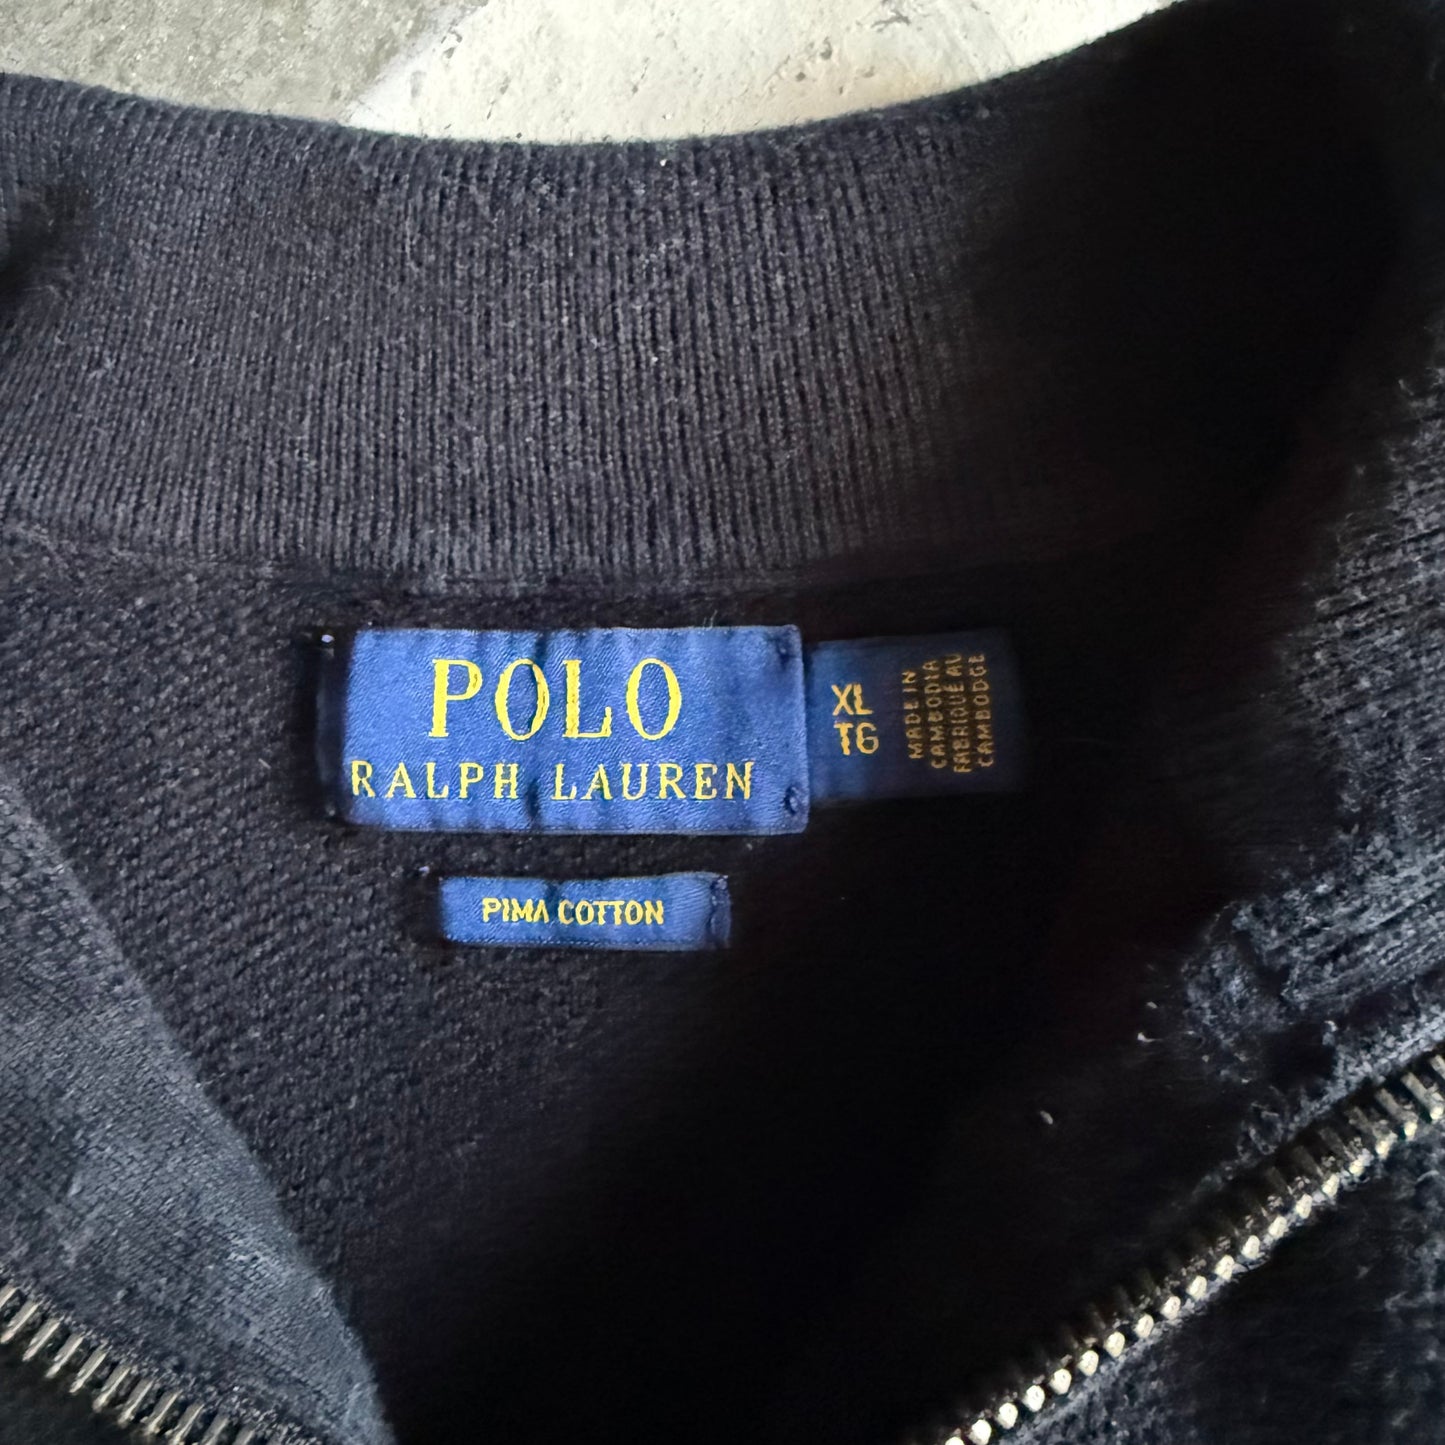 POLO
RALPH LAUREN
XL
TG
MADE IN
CAMBODIA
FABRIQUÉ AU
CAMBODGE
PIMA COTTON